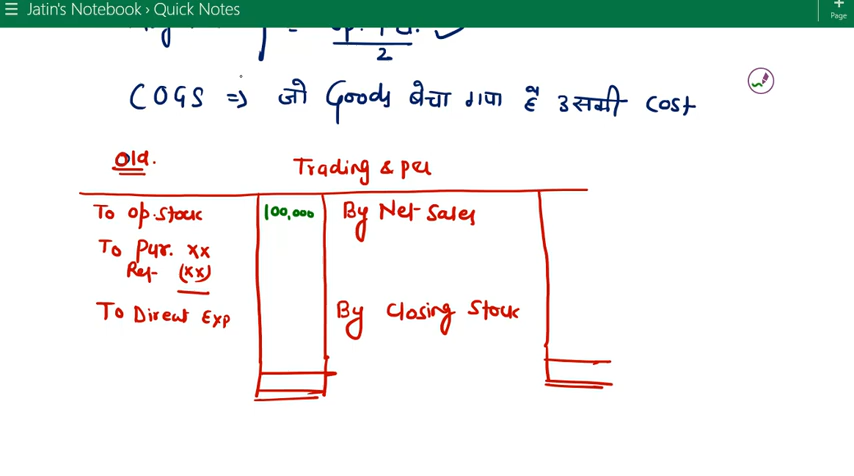 Jatin's Notebook › Quick Notes
Page
2
COGS ⇒ जो Goods बेचा गया है उसकी Cost
Old.
Trading & P&L
To Op. Stock 100,000 By Net Sales
To Pur. xx
Ret (xx)
To Direct Exp By Closing Stock